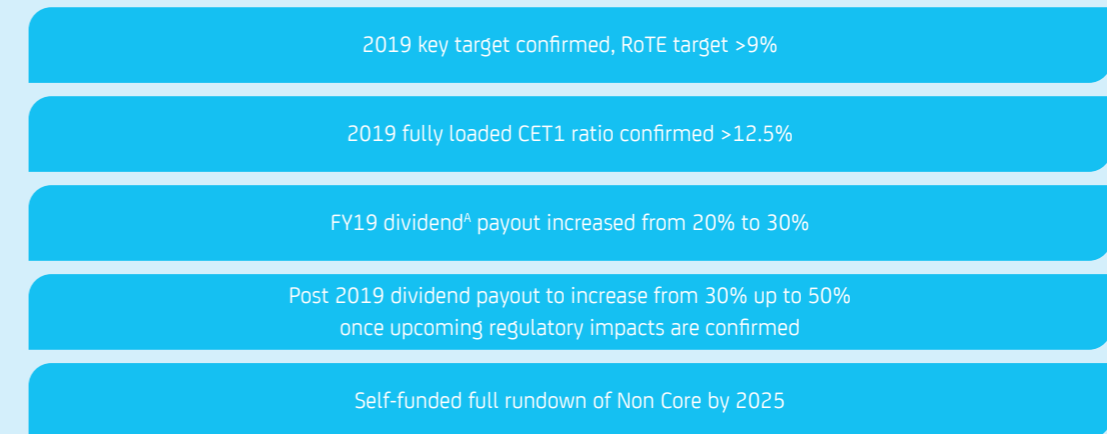 2019 key target confirmed, RoTE target >9%
2019 fully loaded CET1 ratio confirmed >12.5%
FY19 dividendᴬ payout increased from 20% to 30%
Post 2019 dividend payout to increase from 30% up to 50%
once upcoming regulatory impacts are confirmed
Self-funded full rundown of Non Core by 2025